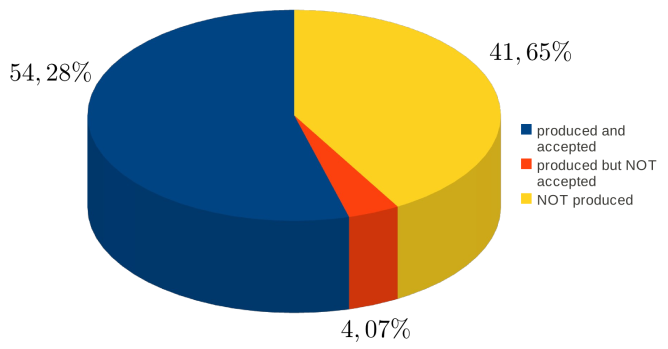 41, 65%
54, 28%
produced and
accepted
produced but NOT
accepted
NOT produced
4, 07%